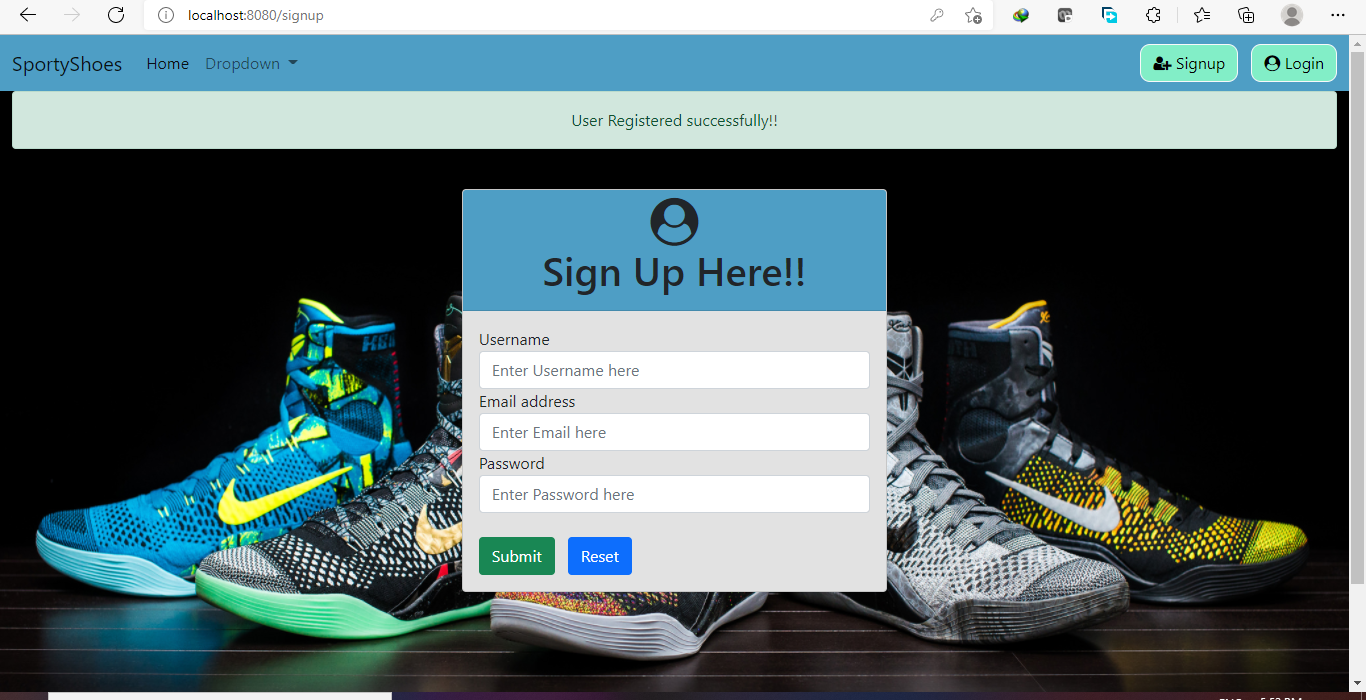 localhost:8080/signup
SportyShoes Home Dropdown Signup Login
User Registered successfully!!
Sign Up Here!!
Username
Enter Username here
Email address
Enter Email here
Password
Enter Password here
Submit Reset